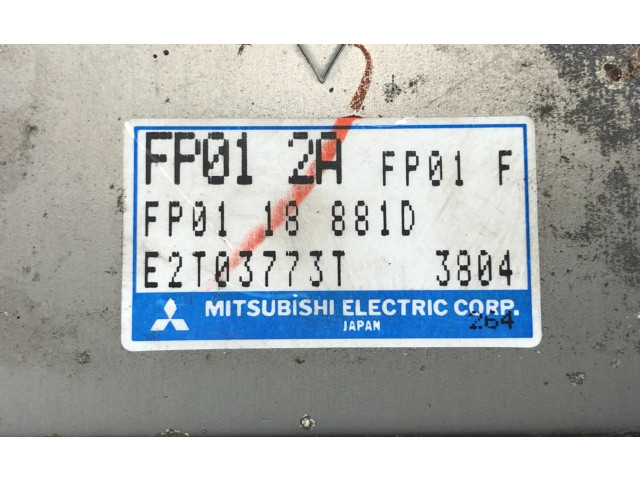 FP01 2A FP01 F
FP01 18 881D
E2T03773T 3804
MITSUBISHI ELECTRIC CORP.
JAPAN
264